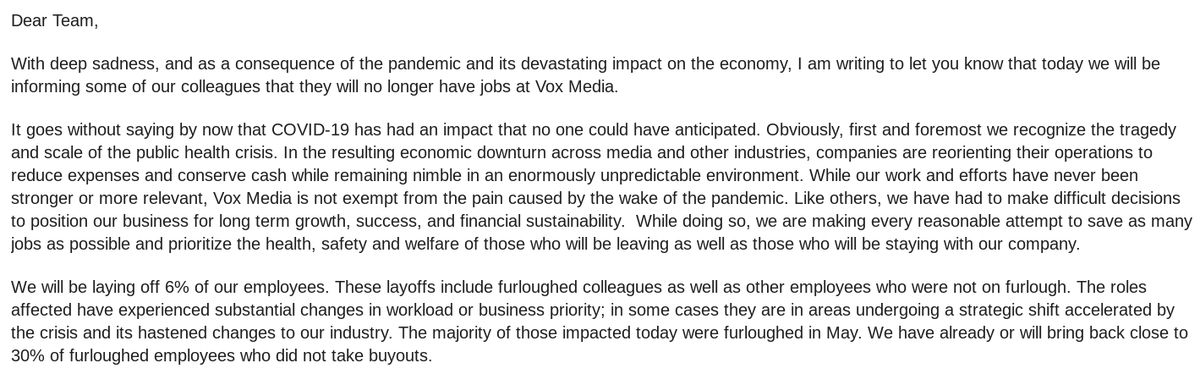 Dear Team,
With deep sadness, and as a consequence of the pandemic and its devastating impact on the economy, I am writing to let you know that today we will be
informing some of our colleagues that they will no longer have jobs at Vox Media.
It goes without saying by now that COVID-19 has had an impact that no one could have anticipated. Obviously, first and foremost we recognize the tragedy
and scale of the public health crisis. In the resulting economic downturn across media and other industries, companies are reorienting their operations to
reduce expenses and conserve cash while remaining nimble in an enormously unpredictable environment. While our work and efforts have never been
stronger or more relevant, Vox Media is not exempt from the pain caused by the wake of the pandemic. Like others, we have had to make difficult decisions
to position our business for long term growth, success, and financial sustainability.  While doing so, we are making every reasonable attempt to save as many
jobs as possible and prioritize the health, safety and welfare of those who will be leaving as well as those who will be staying with our company.
We will be laying off 6% of our employees. These layoffs include furloughed colleagues as well as other employees who were not on furlough. The roles
affected have experienced substantial changes in workload or business priority; in some cases they are in areas undergoing a strategic shift accelerated by
the crisis and its hastened changes to our industry. The majority of those impacted today were furloughed in May. We have already or will bring back close to
30% of furloughed employees who did not take buyouts.